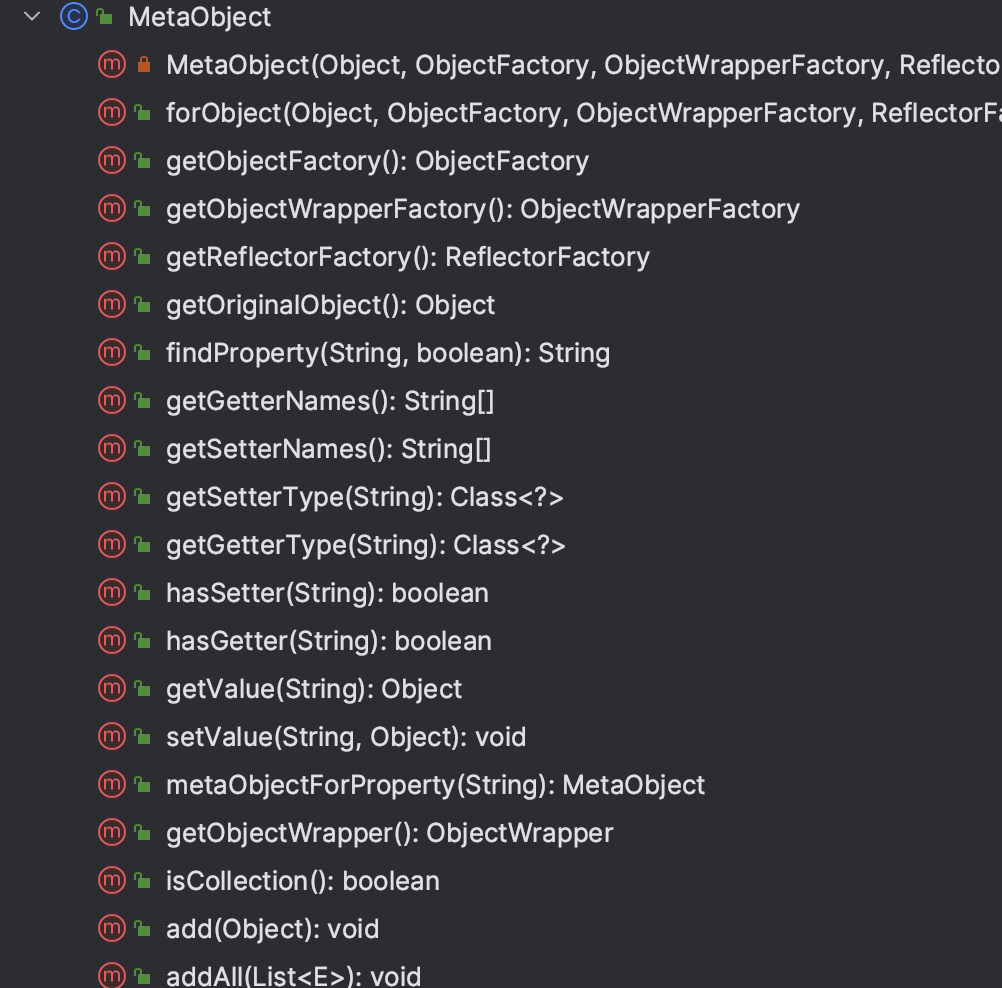 MetaObject
MetaObject(Object, ObjectFactory, ObjectWrapperFactory, Reflecto
forObject(Object, ObjectFactory, ObjectWrapperFactory, ReflectorFa
getObjectFactory(): ObjectFactory
getObjectWrapperFactory(): ObjectWrapperFactory
getReflectorFactory(): ReflectorFactory
getOriginalObject(): Object
findProperty(String, boolean): String
getGetterNames(): String[]
getSetterNames(): String[]
getSetterType(String): Class<?>
getGetterType(String): Class<?>
hasSetter(String): boolean
hasGetter(String): boolean
getValue(String): Object
setValue(String, Object): void
metaObjectForProperty(String): MetaObject
getObjectWrapper(): ObjectWrapper
isCollection(): boolean
add(Object): void
addAll(List<E>): void